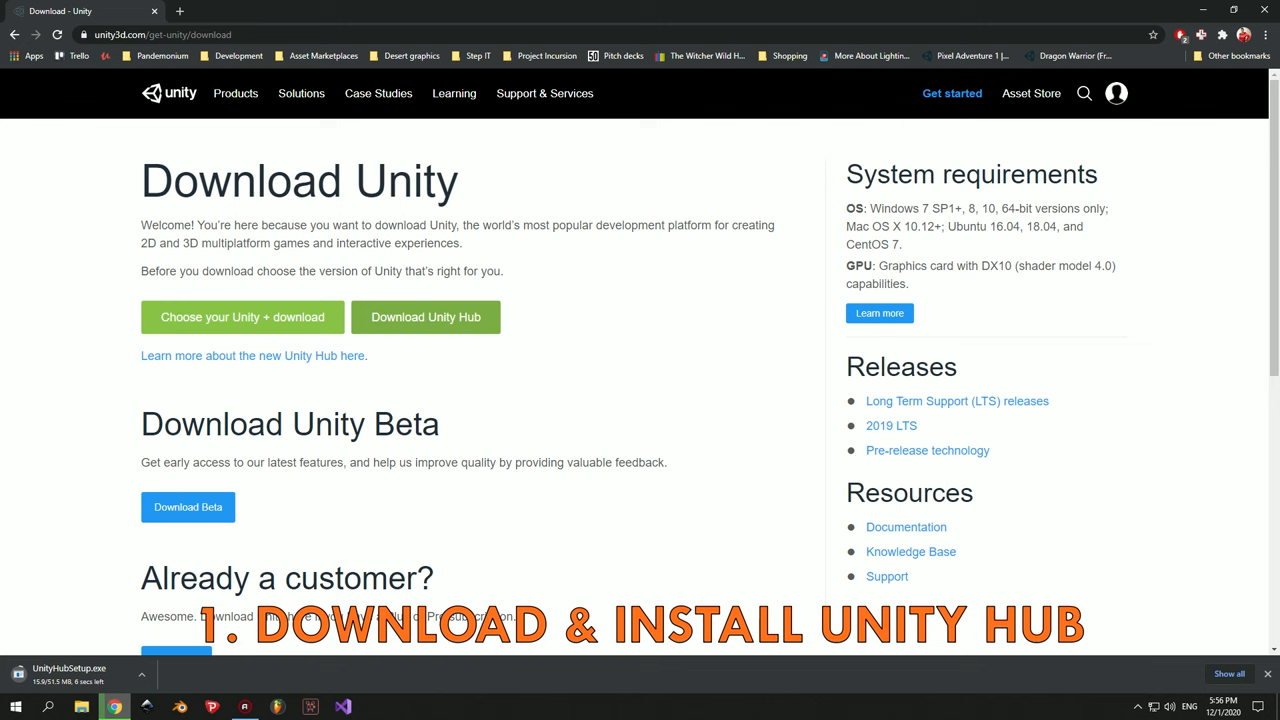 Download - Unity
unity3d.com/get-unity/download
Apps
Trello
Pandemonium
Development
Asset Marketplaces
Desert graphics
Step IT
Project Incursion
50
Pitch decks
The Witcher Wild H...
Shopping
More About Lightin...
Pixel Adventure 1 |...
Dragon Warrior (Fr...
Other bookmarks
unity
Products
Solutions
Case Studies
Learning
Support & Services
Get started
Asset Store
Download Unity
Welcome! You're here because you want to download Unity, the world's most popular development platform for creating
2D and 3D multiplatform games and interactive experiences.
Before you download choose the version of Unity that's right for you.
Choose your Unity + download
Download Unity Hub
Learn more about the new Unity Hub here.
Download Unity Beta
Get early access to our latest features, and help us improve quality by providing valuable feedback.
Download Beta
Already a customer?
Awesome.
System requirements
OS: Windows 7 SP1+, 8, 10, 64-bit versions only;
Mac OS X 10.12+; Ubuntu 16.04, 18.04, and
CentOS 7.
GPU: Graphics card with DX10 (shader model 4.0)
capabilities.
Learn more
Releases
Long Term Support (LTS) releases
2019 LTS
Pre-release technology
Resources
Documentation
Knowledge Base
Support
1. DOWNLOAD & INSTALL UNITY HUB
UnityHubSetup.exe
15.9/51.5 MB, 6 secs left
Show all
ENG
5:56 PM
12/1/2020